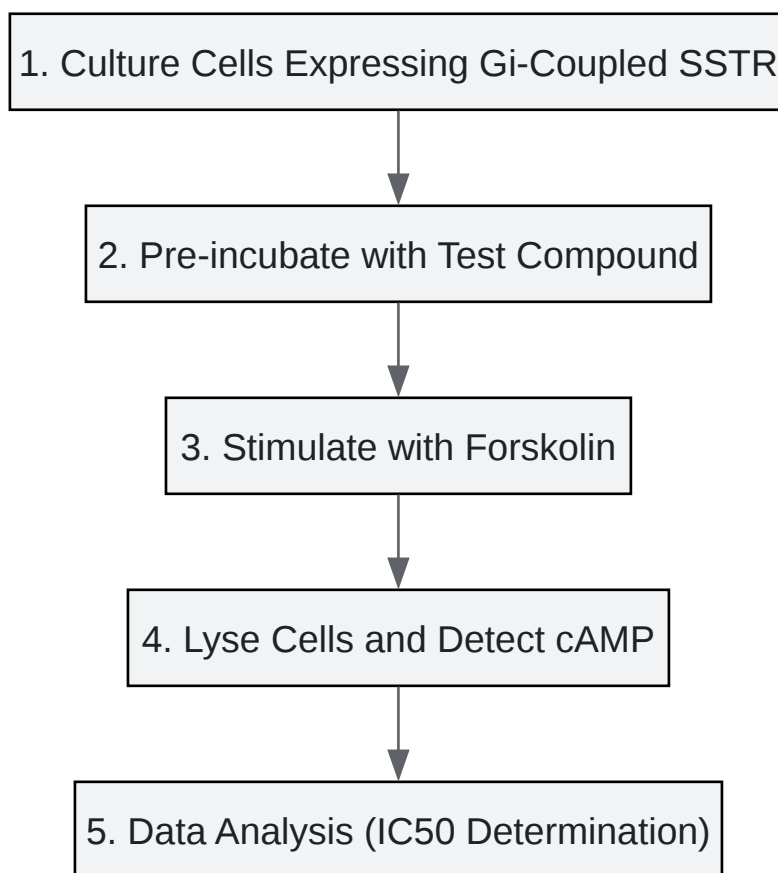 1. Culture Cells Expressing Gi-Coupled SSTR
2. Pre-incubate with Test Compound
3. Stimulate with Forskolin
4. Lyse Cells and Detect cAMP
5. Data Analysis (IC50 Determination)